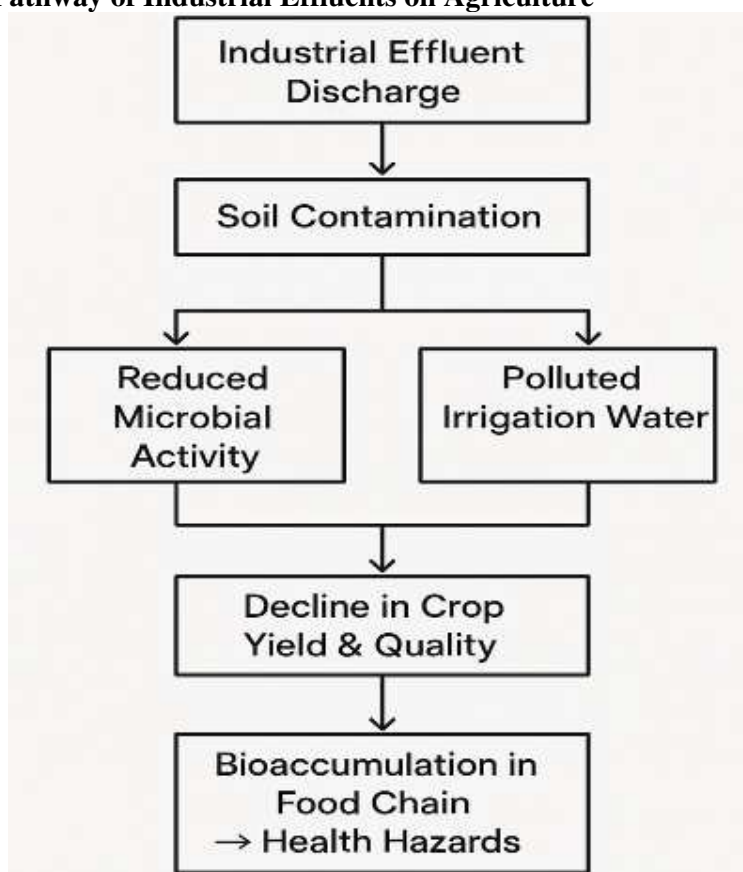 Pathway of Industrial Effluents on Agriculture
Industrial Effluent
Discharge
Soil Contamination
Reduced
Microbial
Activity
Polluted
Irrigation Water
Decline in Crop
Yield & Quality
Bioaccumulation in
Food Chain
→ Health Hazards